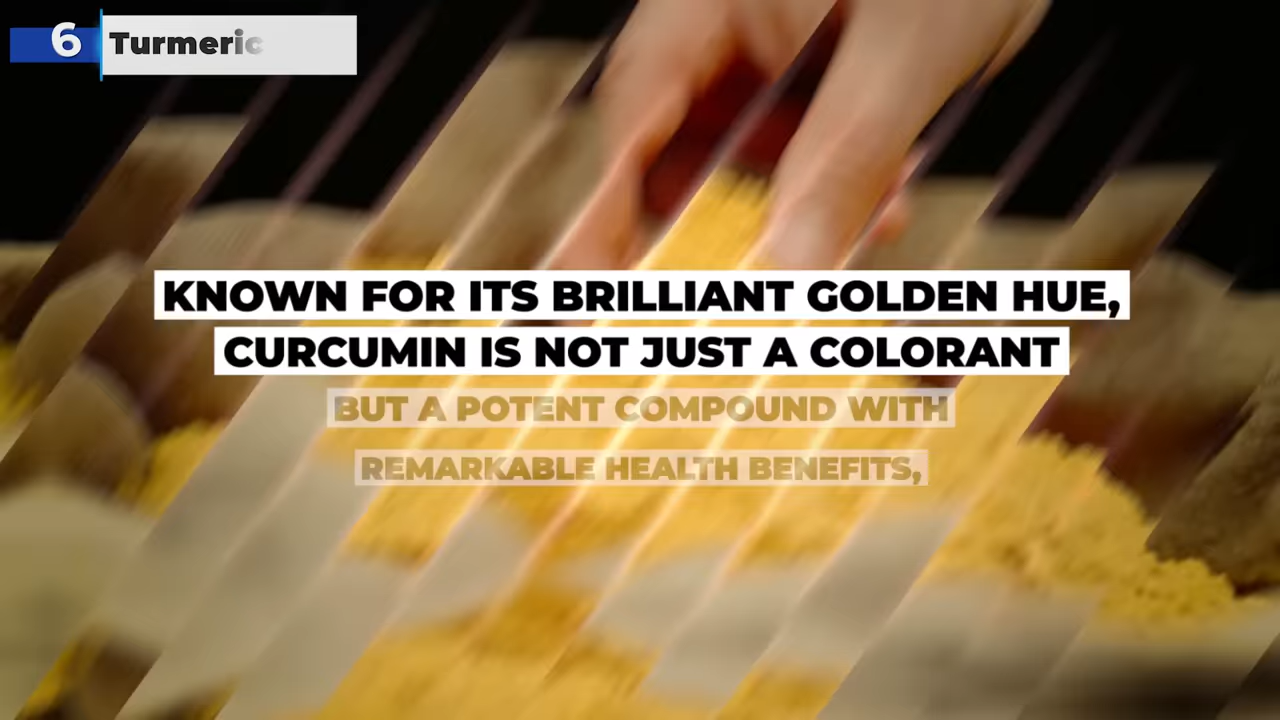 6 Turmeric
KNOWN FOR ITS BRILLIANT GOLDEN HUE,
CURCUMIN IS NOT JUST A COLORANT
BUT A POTENT COMPOUND WITH
REMARKABLE HEALTH BENEFITS,